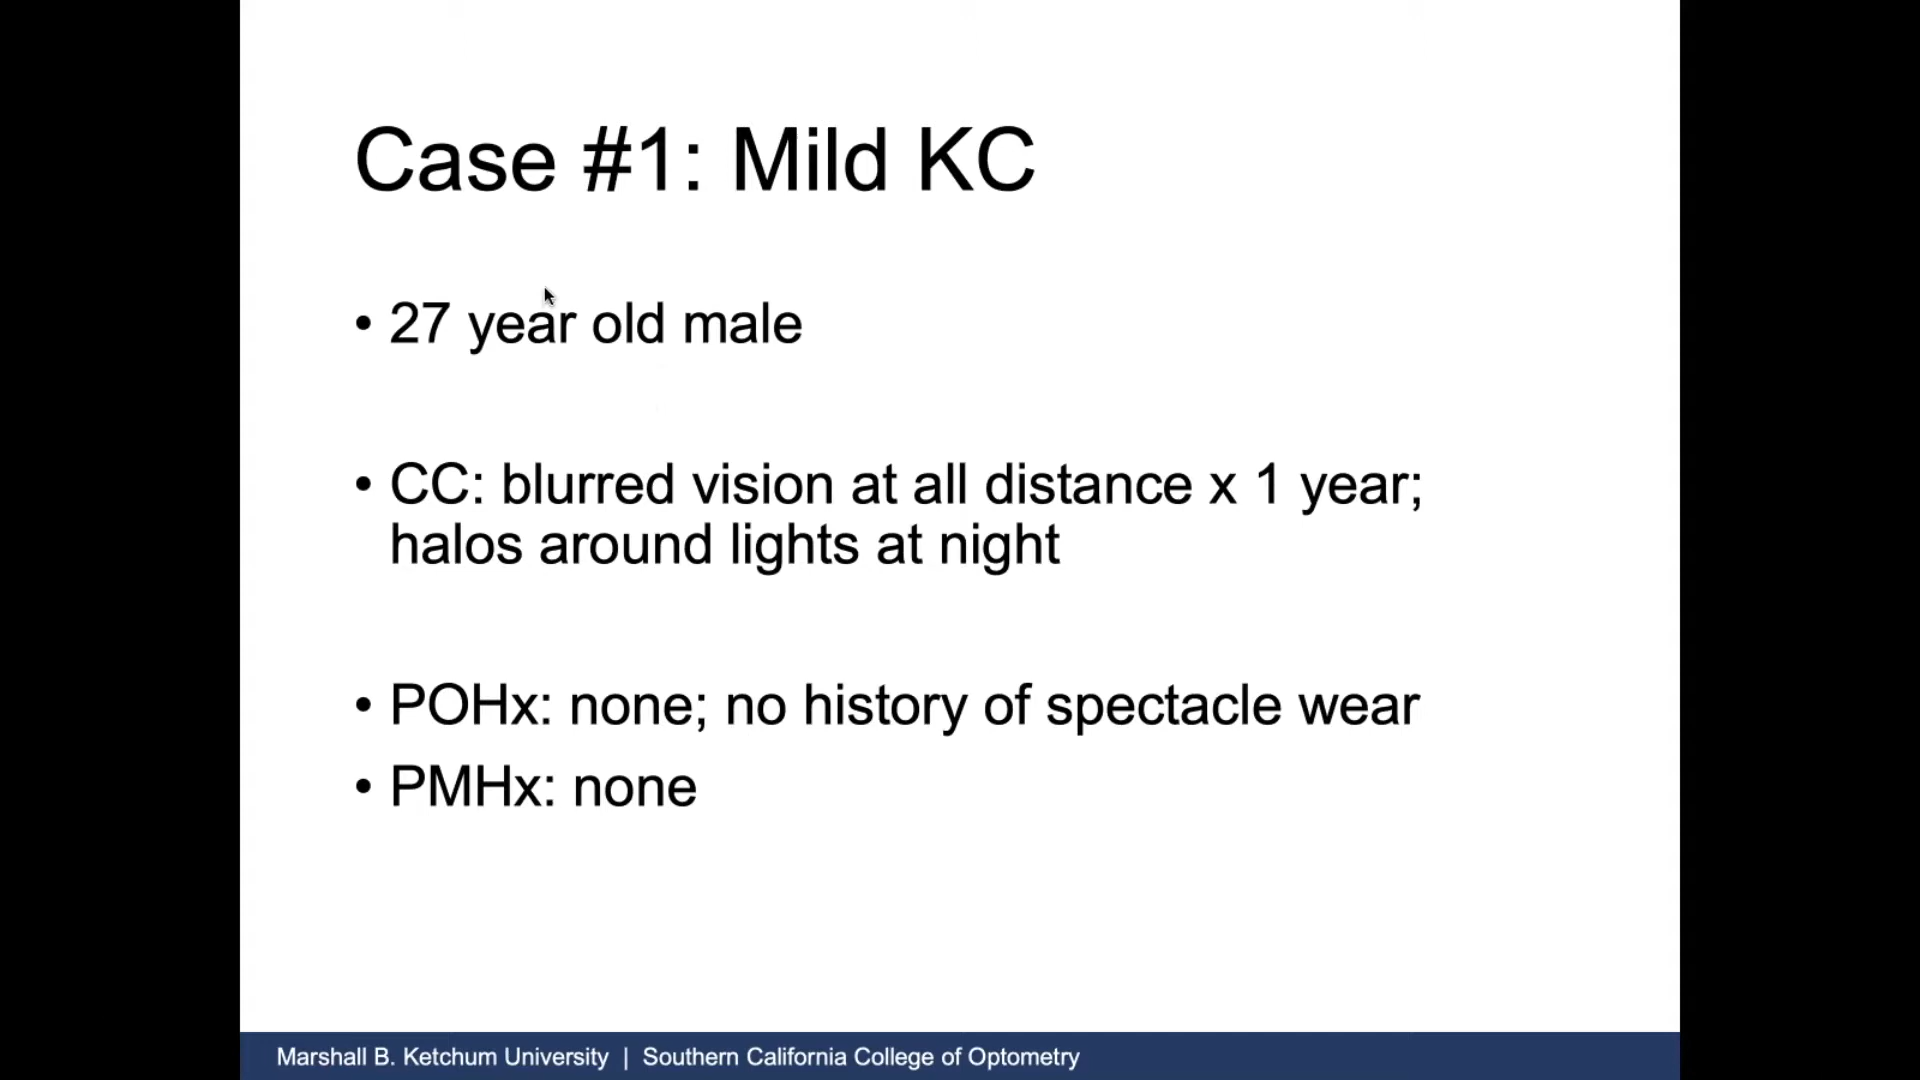 Case #1: Mild KC
• 27 year old male
• CC: blurred vision at all distance x 1 year;
halos around lights at night
• POHx: none; no history of spectacle wear
• PMHx: none
Marshall B. Ketchum University | Southern California College of Optometry